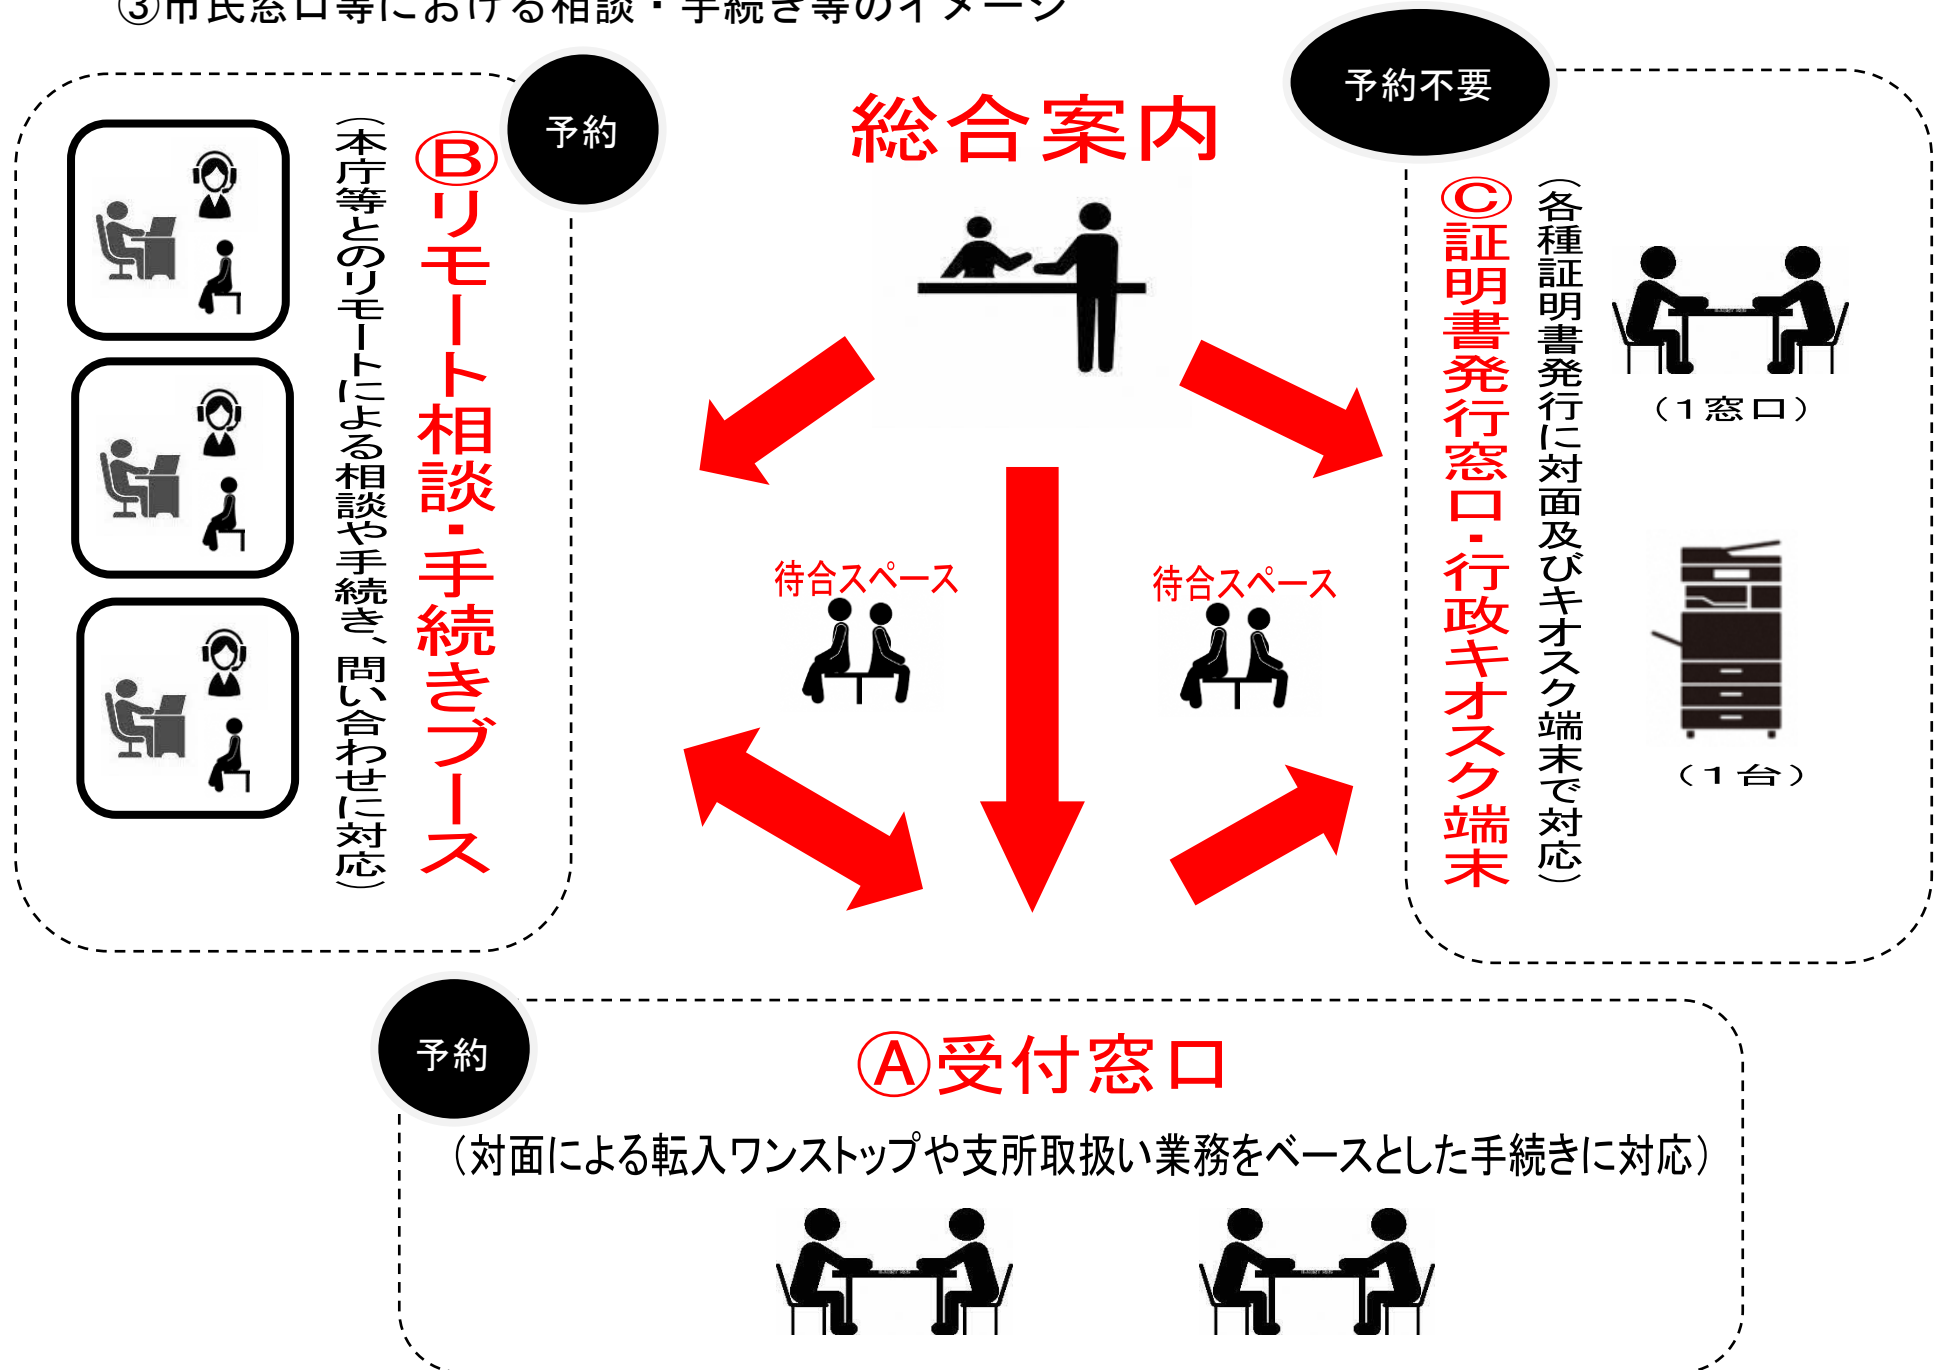 ③市民窓口等における相談・手続き等のイメージ
予約
Ⓑリモート相談・手続きブース
（本庁等とのリモートによる相談や手続き、問い合わせに対応）
総合案内
予約不要
Ⓒ証明書発行窓口・行政キオスク端末
（各種証明書発行に対面及びキオスク端末で対応）
（1窓口）
（1台）
待合スペース
待合スペース
予約
Ⓐ受付窓口
（対面による転入ワンストップや支所取扱い業務をベースとした手続きに対応）